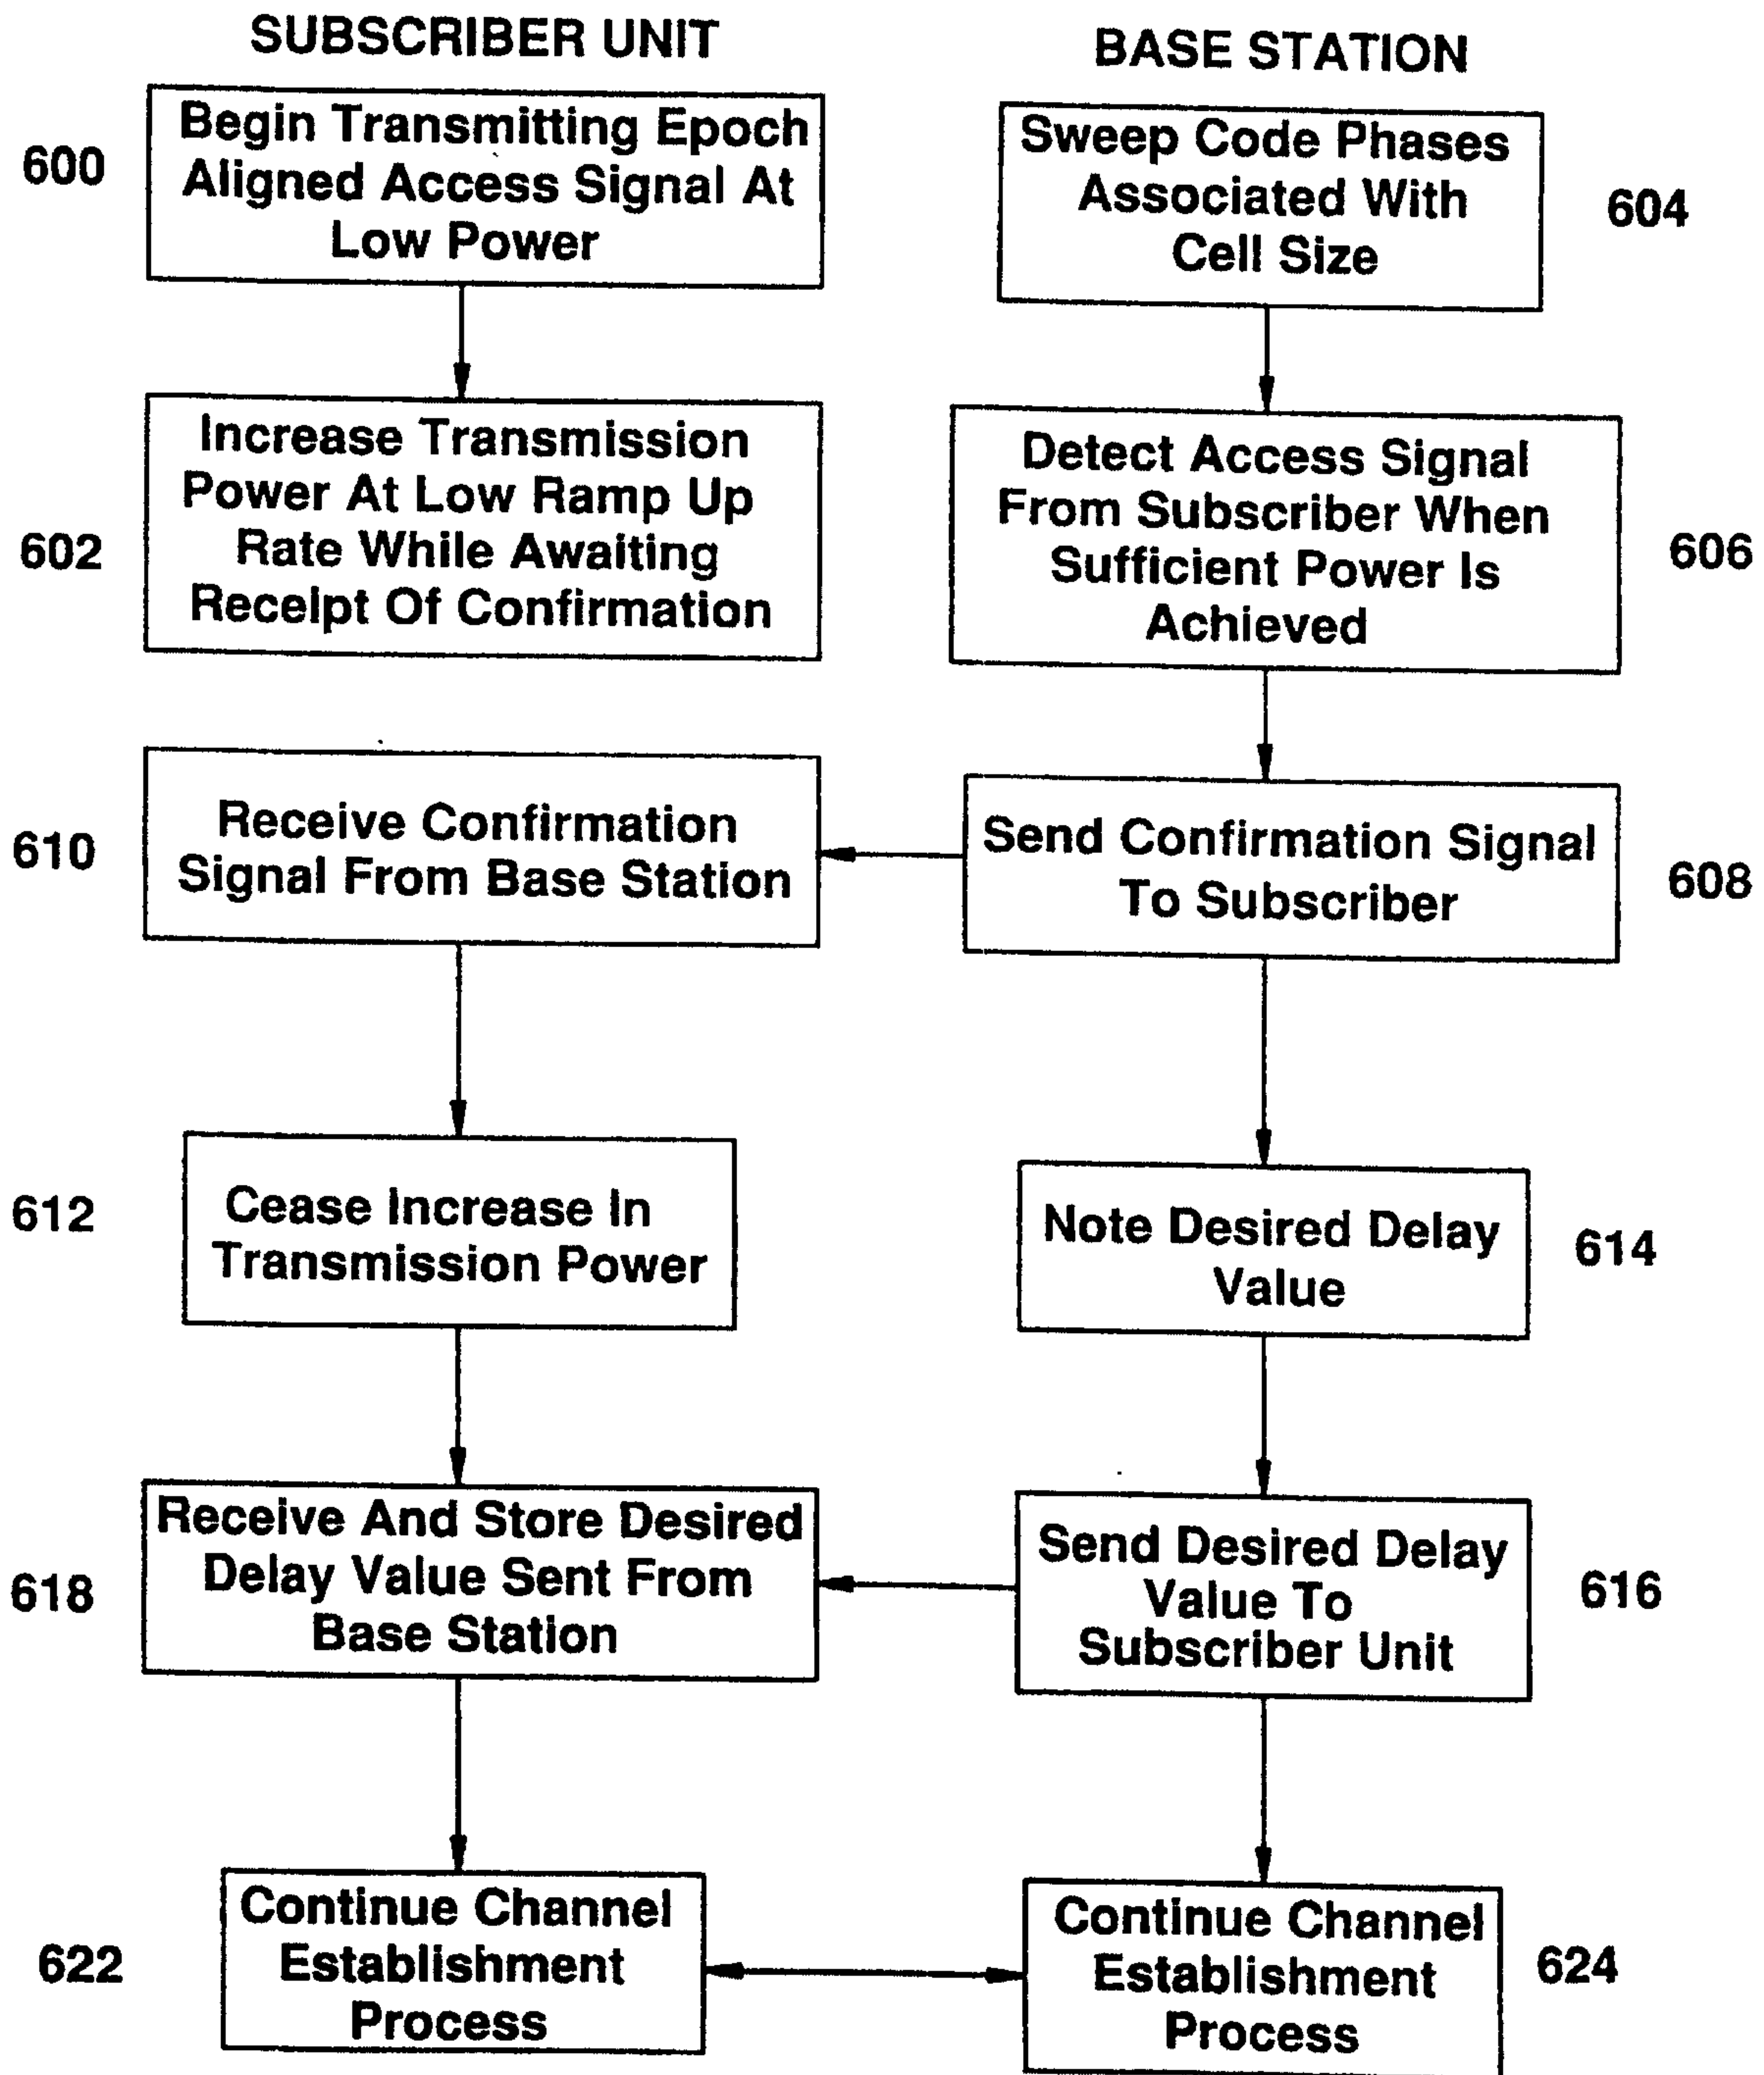 SUBSCRIBER UNIT
BASE STATION
600
Begin Transmitting Epoch
Aligned Access Signal At
Low Power
Sweep Code Phases
Associated With
Cell Size
604
602
Increase Transmission
Power At Low Ramp Up
Rate While Awaiting
Receipt Of Confirmation
Detect Access Signal
From Subscriber When
Sufficient Power Is
Achieved
606
610
Receive Confirmation
Signal From Base Station
Send Confirmation Signal
To Subscriber
608
612
Cease Increase In
Transmission Power
Note Desired Delay
Value
614
618
Receive And Store Desired
Delay Value Sent From
Base Station
Send Desired Delay
Value To
Subscriber Unit
616
622
Continue Channel
Establishment
Process
Continue Channel
Establishment
Process
624